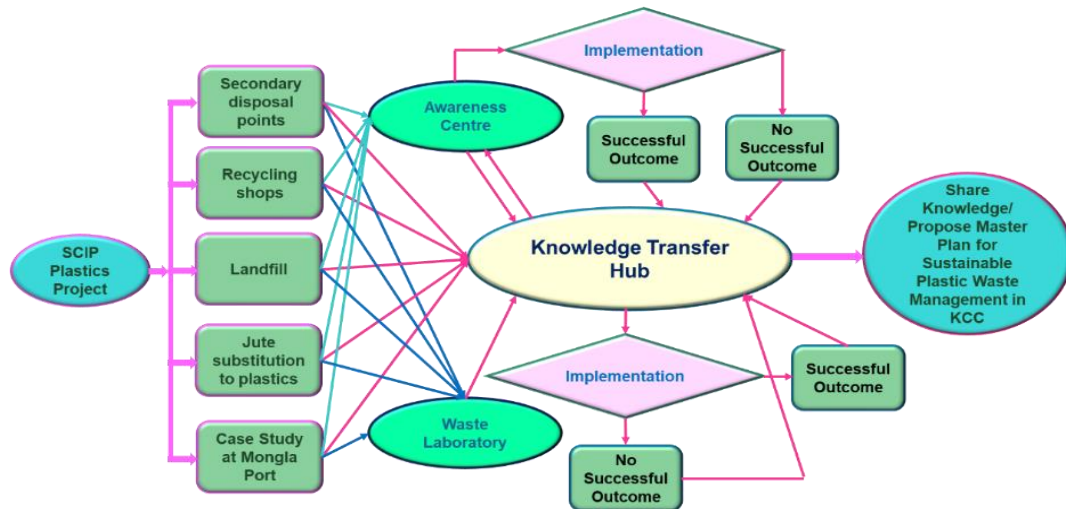 SCIP
Plastics
Project
Secondary
disposal
points
Recycling
shops
Landfill
Jute
substitution
to plastics
Case Study
at Mongla
Port
Awareness
Centre
Waste
Laboratory
Implementation
Successful
Outcome
No
Successful
Outcome
Knowledge Transfer
Hub
Implementation
Successful
Outcome
No
Successful
Outcome
Share
Knowledge/
Propose Master
Plan for
Sustainable
Plastic Waste
Management in
KCC